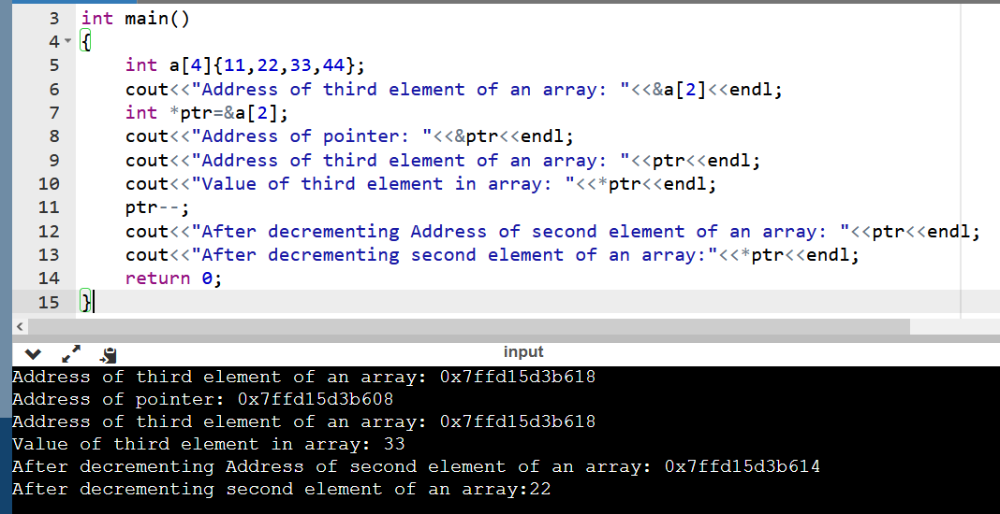 3 int main()
4 {
5 int a[4]{11,22,33,44};
6 cout<<"Address of third element of an array: "<<&a[2]<<endl;
7 int *ptr=&a[2];
8 cout<<"Address of pointer: "<<&ptr<<endl;
9 cout<<"Address of third element of an array: "<<ptr<<endl;
10 cout<<"Value of third element in array: "<<*ptr<<endl;
11 ptr--;
12 cout<<"After decrementing Address of second element of an array: "<<ptr<<endl;
13 cout<<"After decrementing second element of an array:"<<*ptr<<endl;
14 return 0;
15 }
input
Address of third element of an array: 0x7ffd15d3b618
Address of pointer: 0x7ffd15d3b608
Address of third element of an array: 0x7ffd15d3b618
Value of third element in array: 33
After decrementing Address of second element of an array: 0x7ffd15d3b614
After decrementing second element of an array:22